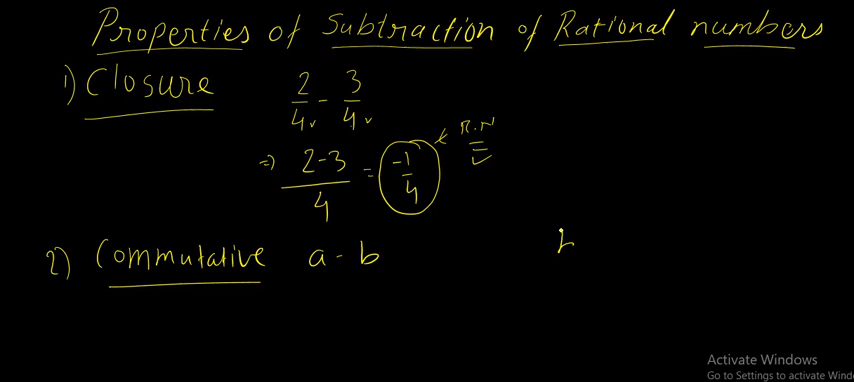 Properties of Subtraction of Rational numbers
1) Closure 2/4 - 3/4
R.N
=> 2-3/4 = -1/4
2) Commutative a - b
Activate Windows
Go to Settings to activate Wind